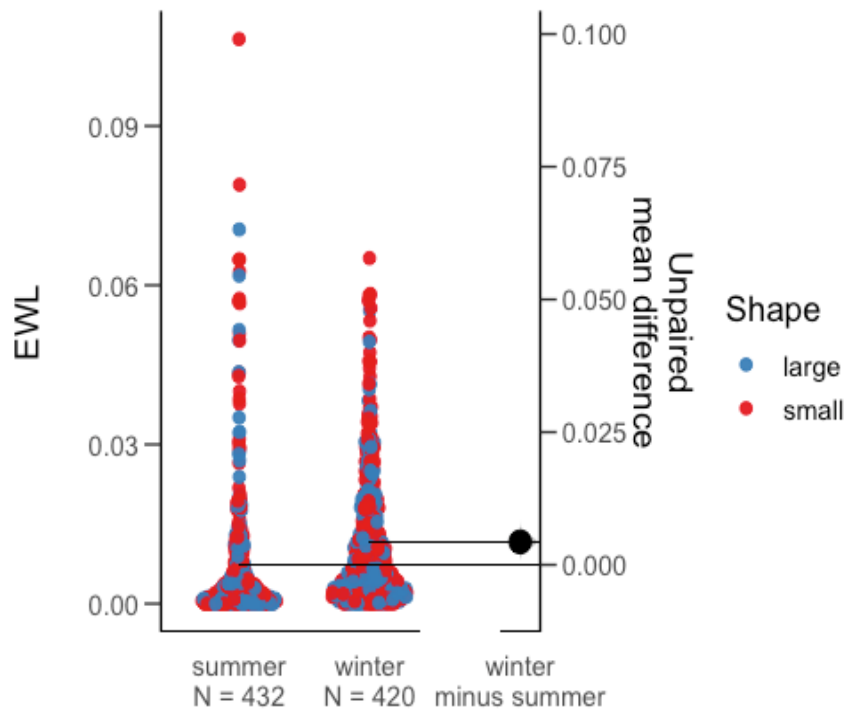 EWL
0.09
0.06
0.03
0.00
summer
N = 432
winter
N = 420
winter
minus summer
0.100
0.075
0.050
0.025
0.000
Unpaired
mean difference
Shape
large
small